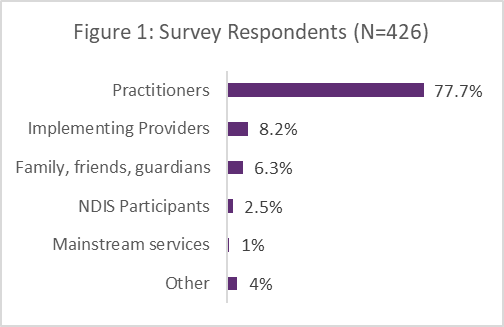 Figure 1: Survey Respondents (N=426)
Practitioners 77.7%
Implementing Providers 8.2%
Family, friends, guardians 6.3%
NDIS Participants 2.5%
Mainstream services 1%
Other 4%